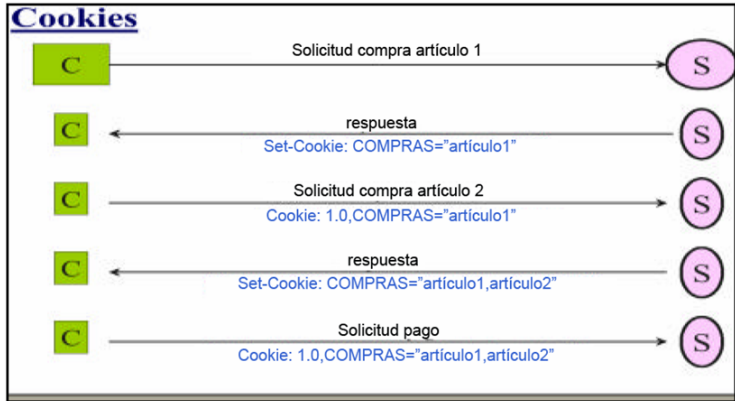 Cookies
C
Solicitud compra artículo 1
S
C
respuesta
Set-Cookie: COMPRAS=”artículo1”
S
C
Solicitud compra artículo 2
Cookie: 1.0,COMPRAS=”artículo1”
S
C
respuesta
Set-Cookie: COMPRAS=”artículo1,artículo2”
S
C
Solicitud pago
Cookie: 1.0,COMPRAS=”artículo1,artículo2”
S